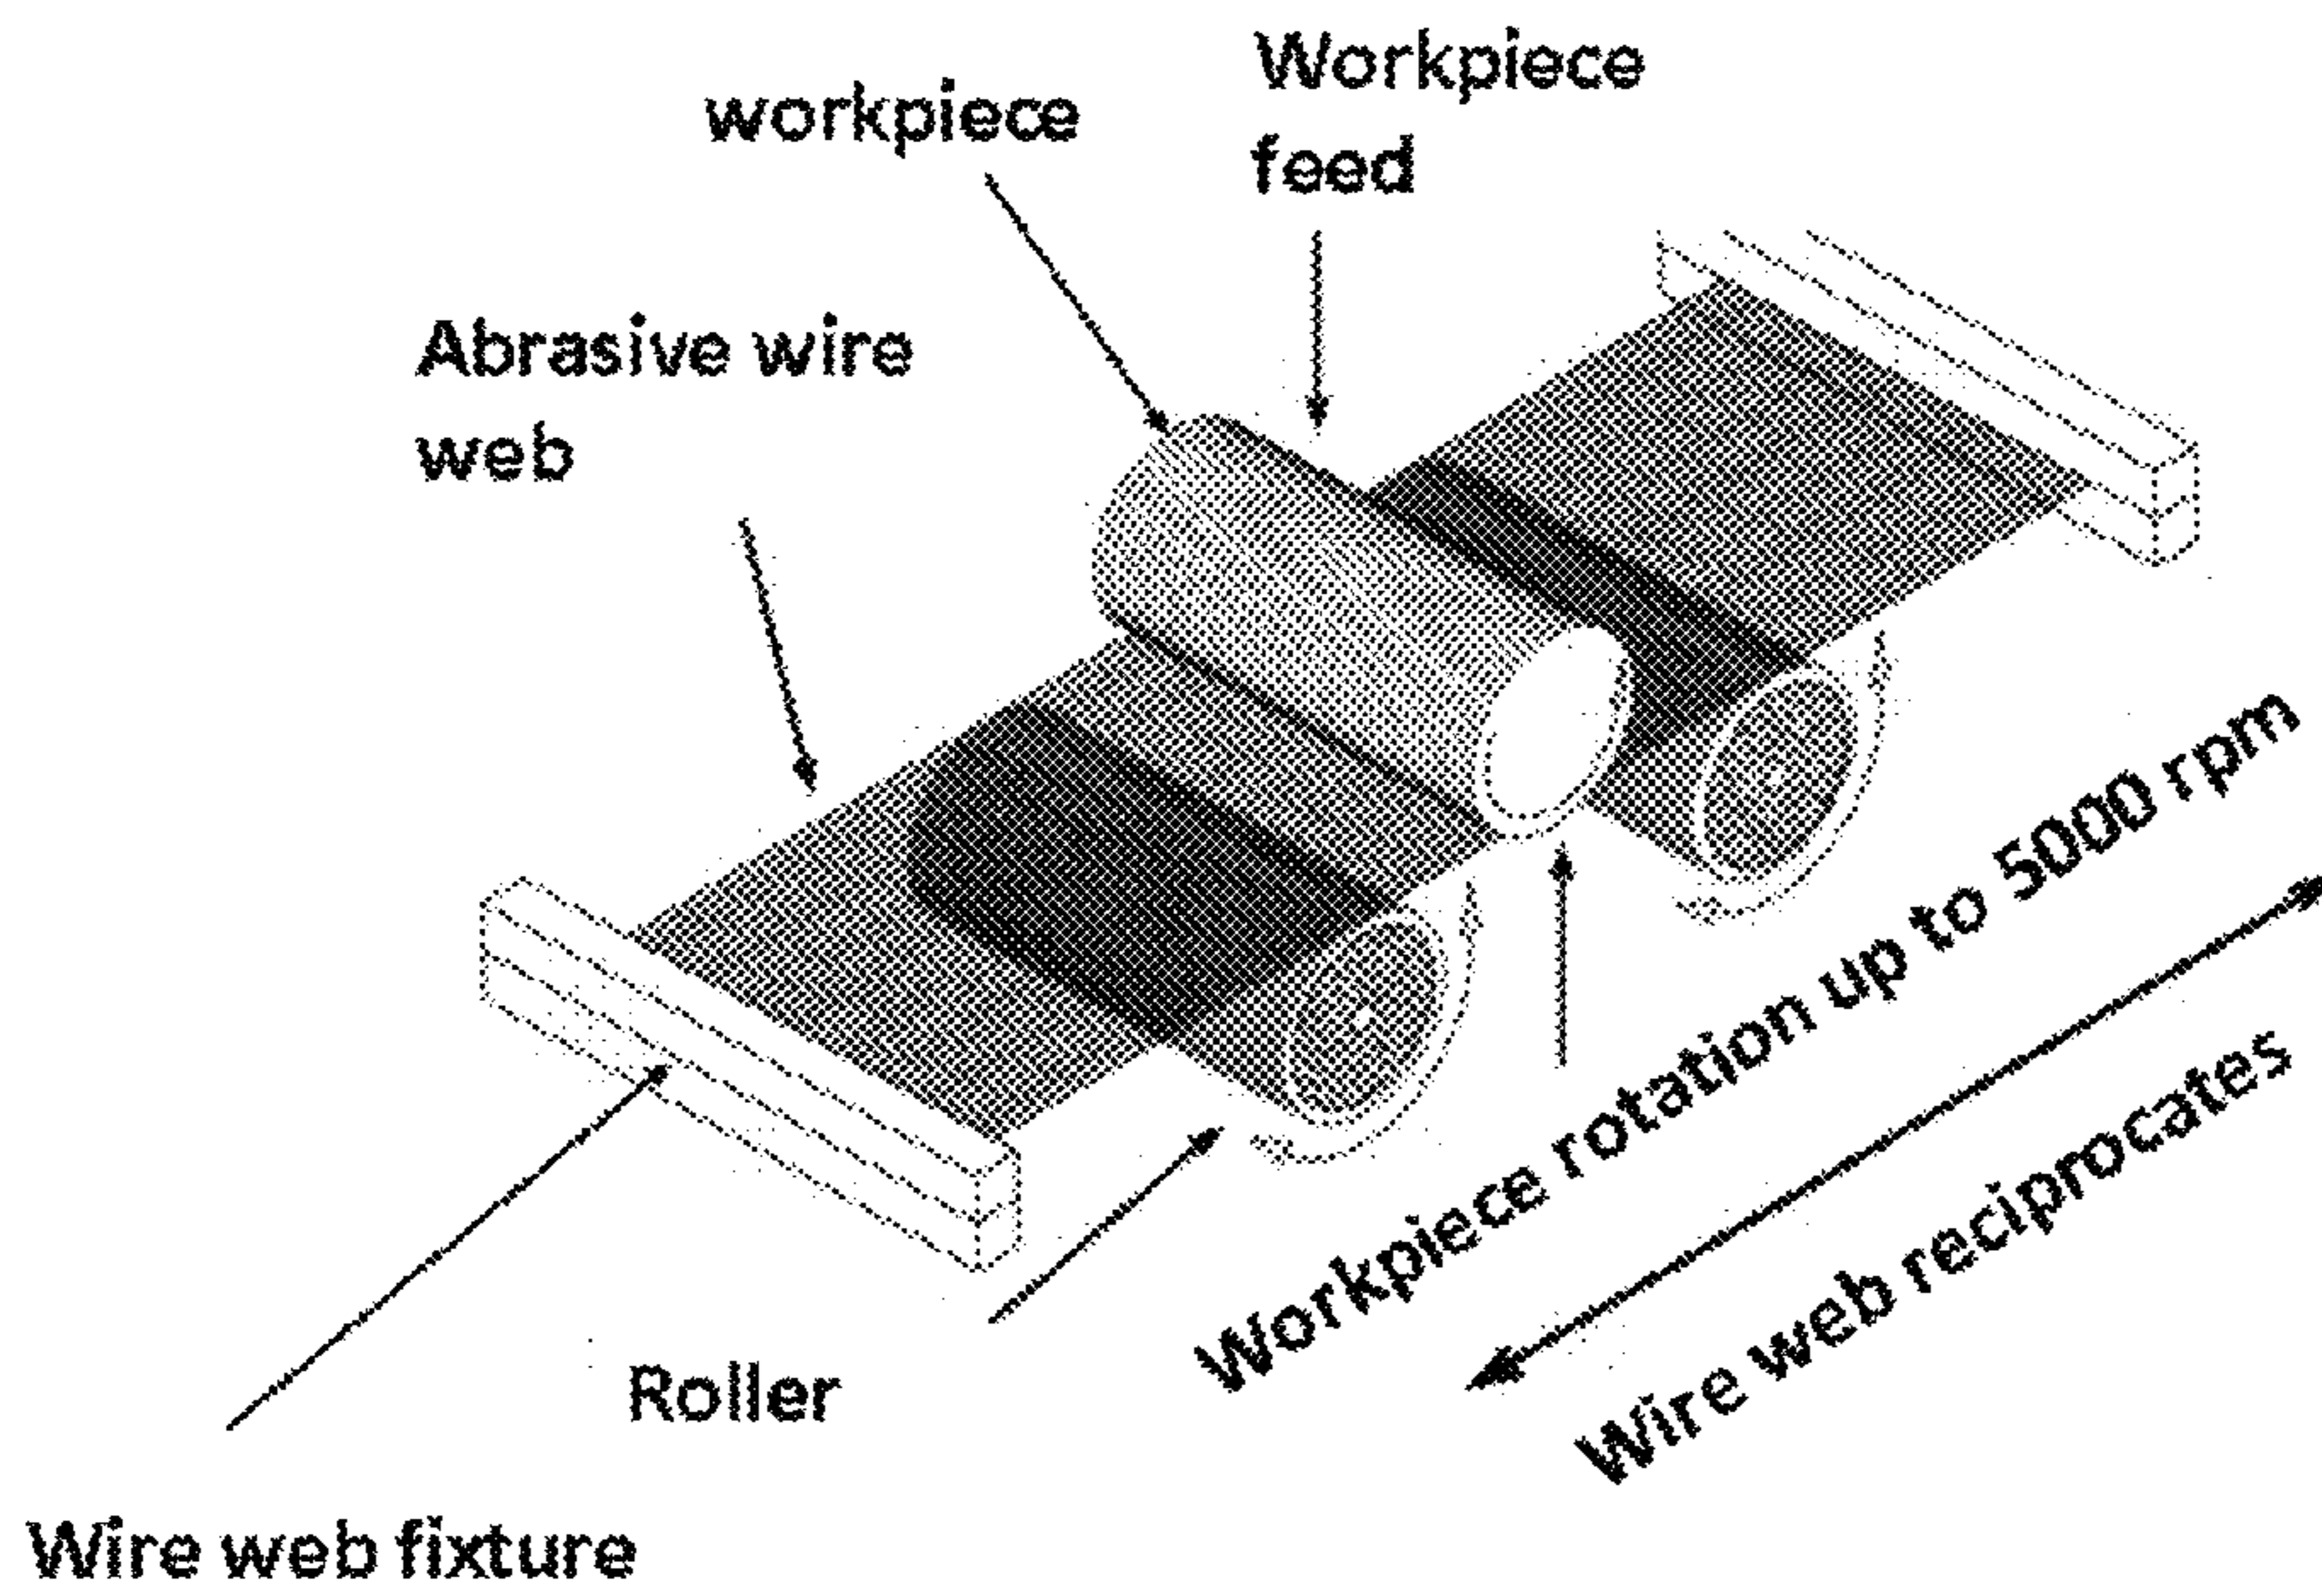 workpiece
Workpiece
feed
Abrasive wire
web
Workpiece rotation up to 5000 rpm
Wire web reciprocates
Roller
Wire web fixture